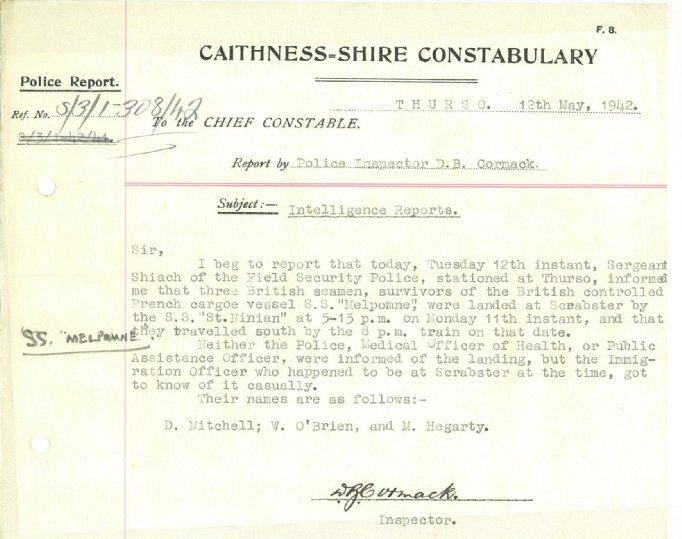 F. 8.
CAITHNESS=SHIRE CONSTABULARY
Police Report.
Ref. No. S/3/1-308/42
THURSO. 12th May, 1942.
To the CHIEF CONSTABLE.
Report by Police Inspector D.B. Cormack.
Subject:— Intelligence Reports.
Sir,
I beg to report that today, Tuesday 12th instant, Sergeant
Shiach of the Field Security Police, stationed at Thurso, informed
me that three British seamen, survivors of the British controlled
French cargoe vessel S.S. "Melpomne", were landed at Scrabster by
the S.S. "St.Ninian" at 5-15 p.m. on Monday 11th instant, and that
they travelled south by the 8 p.m. train on that date.
SS. "MELPOMNE"
Neither the Police, Medical Officer of Health, or Public
Assistance Officer, were informed of the landing, but the Immig-
ration Officer who happened to be at Scrabster at the time, got
to know of it casually.
Their names are as follows:-
D. Mitchell; W. O'Brien, and M. Hegarty.
D B Cormack.
Inspector.